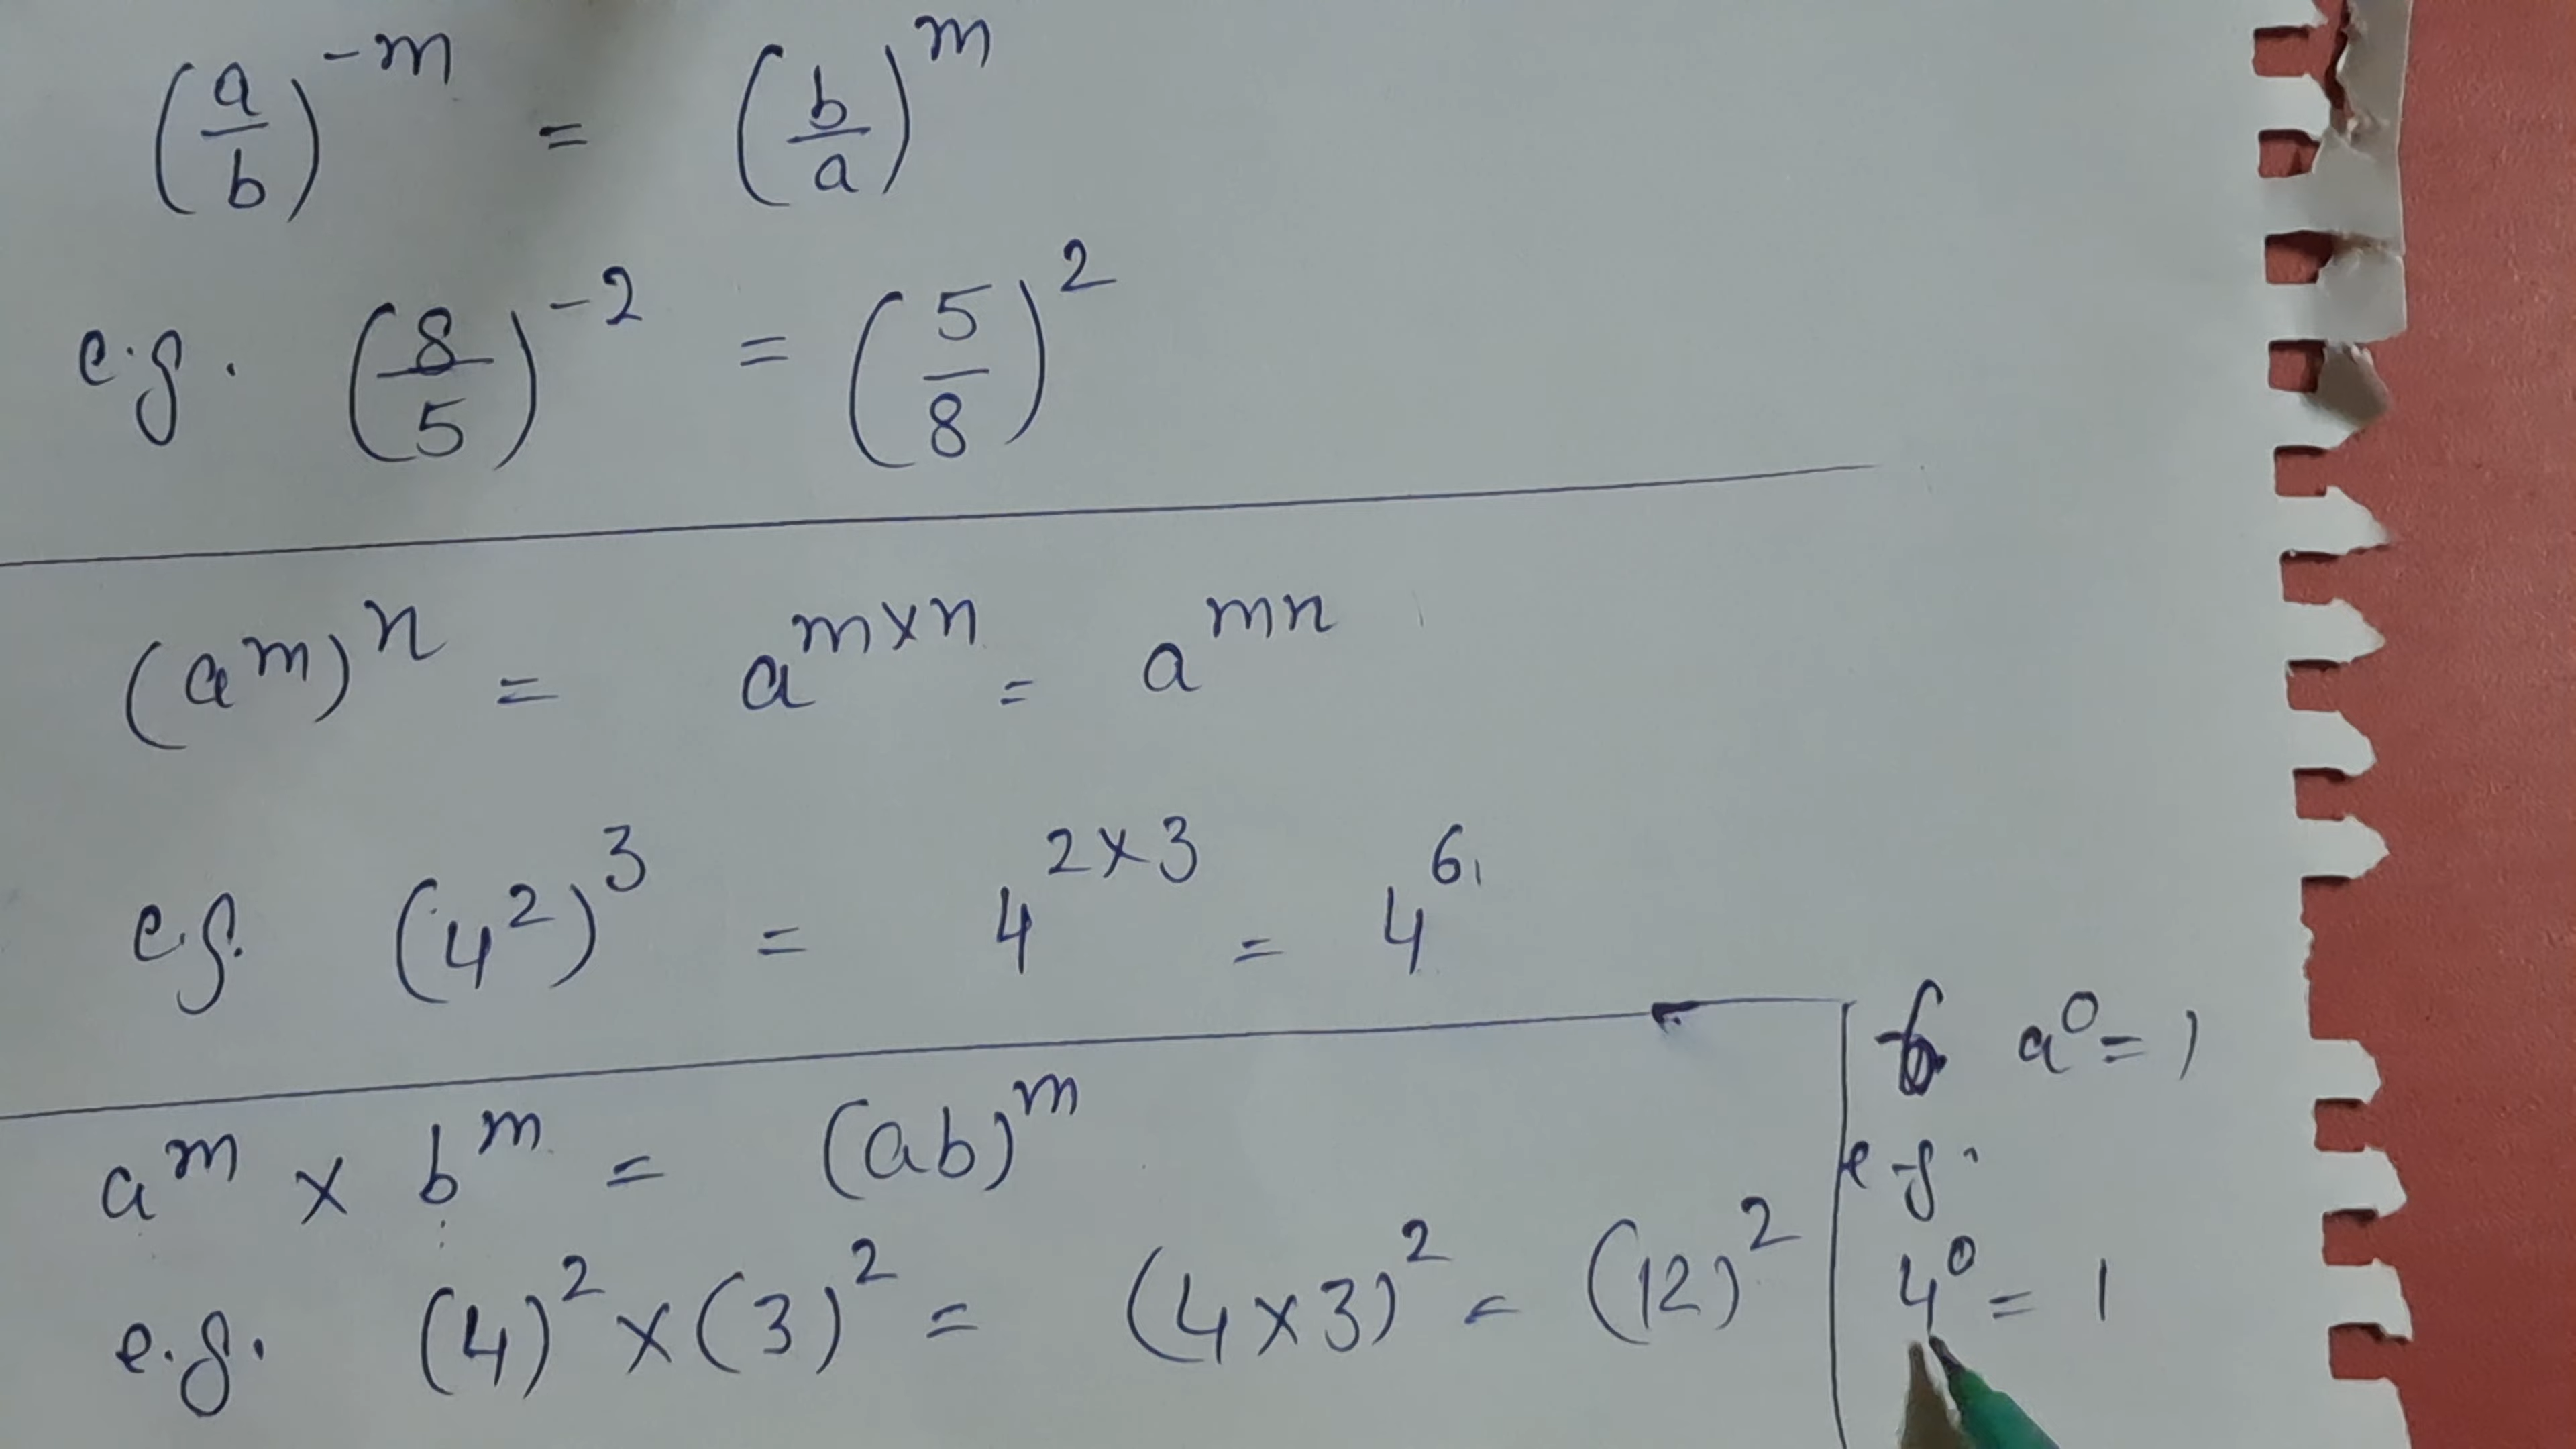 (a/b)^-m = (b/a)^m
e.g. (8/5)^-2 = (5/8)^2
(a^m)^n = a^m×n = a^mn
e.g. (4^2)^3 = 4^2×3 = 4^6
a^m × b^m = (ab)^m
e.g. (4)^2 × (3)^2 = (4×3)^2 = (12)^2
a^0 = 1
e.g.
4^0 = 1